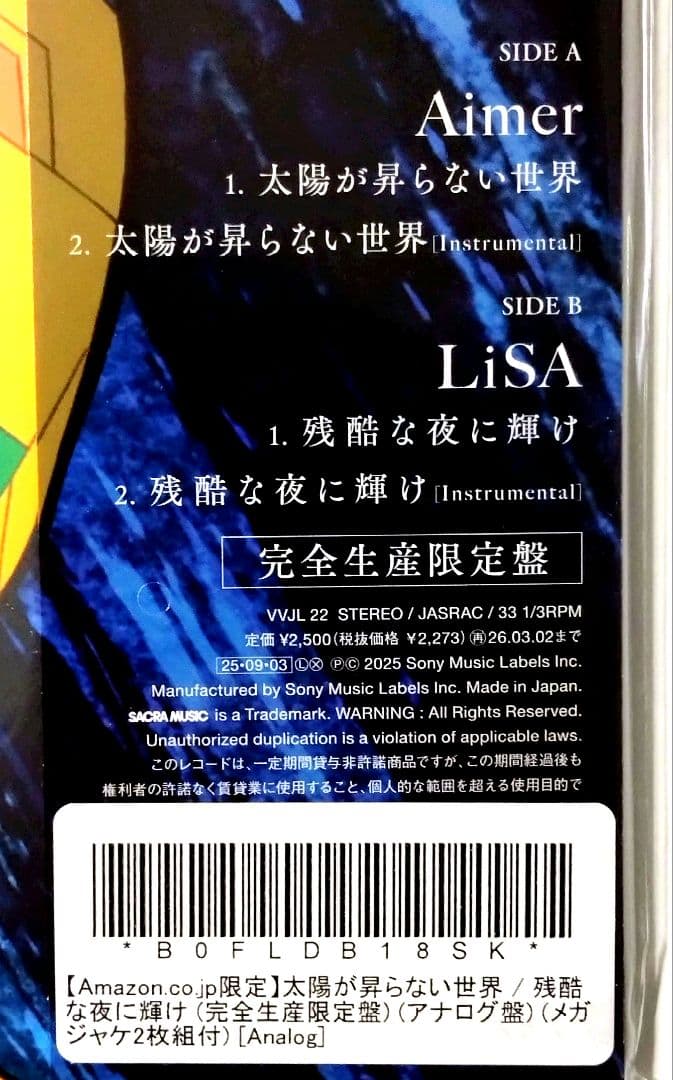 SIDE A
Aimer
1. 太陽が昇らない世界
2. 太陽が昇らない世界[Instrumental]
SIDE B
LiSA
1. 残酷な夜に輝け
2. 残酷な夜に輝け[Instrumental]
完全生産限定盤
VVJL 22 STEREO / JASRAC / 33 1/3RPM
定価 ¥2,500(税抜価格 ¥2,273) ㊢26.03.02まで
25•09•03ⓁⓍ ⓅⒸ 2025 Sony Music Labels Inc.
Manufactured by Sony Music Labels Inc. Made in Japan.
SACRA MUSIC is a Trademark. WARNING : All Rights Reserved.
Unauthorized duplication is a violation of applicable laws.
このレコードは、一定期間貸与非許諾商品ですが、この期間経過後も
権利者の許諾なく賃貸業に使用すること、個人的な範囲を超える使用目的で
*B0FLDB18SK*
【Amazon.co.jp限定】太陽が昇らない世界 / 残酷
な夜に輝け (完全生産限定盤) (アナログ盤) (メガ
ジャケ2枚組付) [Analog]